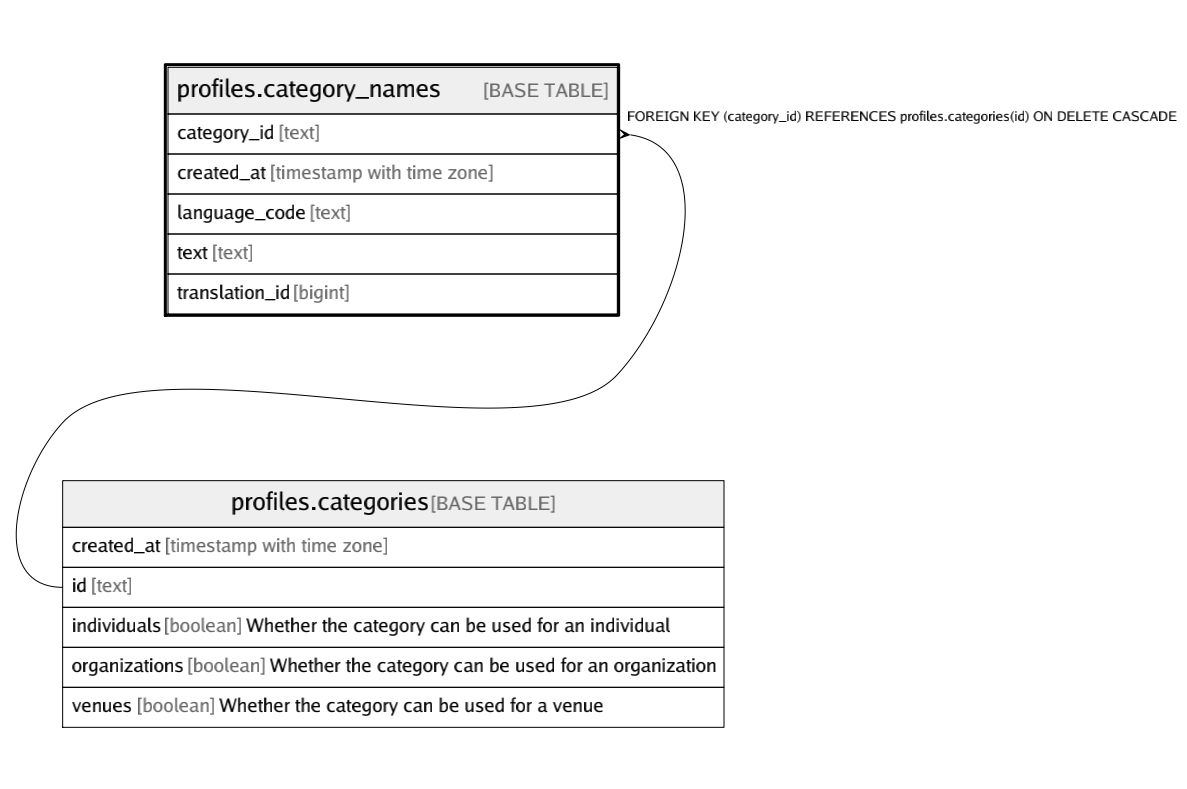 profiles.category_names [BASE TABLE]
FOREIGN KEY (category_id) REFERENCES profiles.categories(id) ON DELETE CASCADE
category_id [text]
created_at [timestamp with time zone]
language_code [text]
text [text]
translation_id [bigint]
profiles.categories [BASE TABLE]
created_at [timestamp with time zone]
id [text]
individuals [boolean] Whether the category can be used for an individual
organizations [boolean] Whether the category can be used for an organization
venues [boolean] Whether the category can be used for a venue